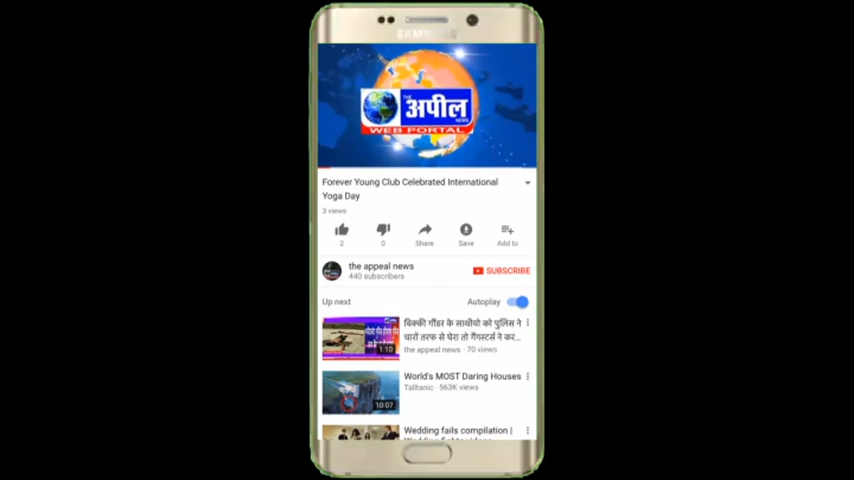 SAMSUNG
THE
अपील
NEWS
WEB PORTAL
Forever Young Club Celebrated International
Yoga Day
3 views
2
0
Share
Save
Add to
the appeal news
440 subscribers
SUBSCRIBE
Up next
Autoplay
विक्की गौंडर के साथीयो को पुलिस ने
चारों तरफ से घेरा तो गैंगस्टर्स ने कर...
the appeal news · 70 views
1:10
World's MOST Daring Houses
Talltanic · 563K views
10:07
Wedding fails compilation |